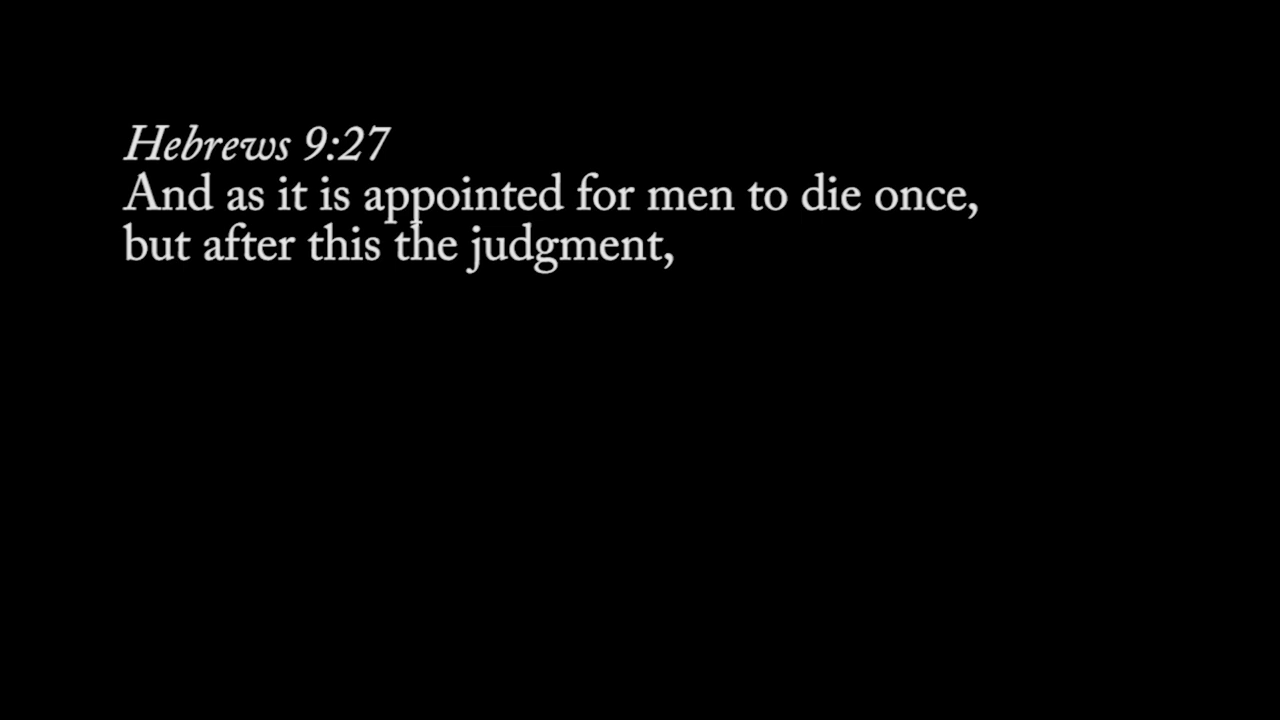 Hebrews 9:27
And as it is appointed for men to die once,
but after this the judgment,